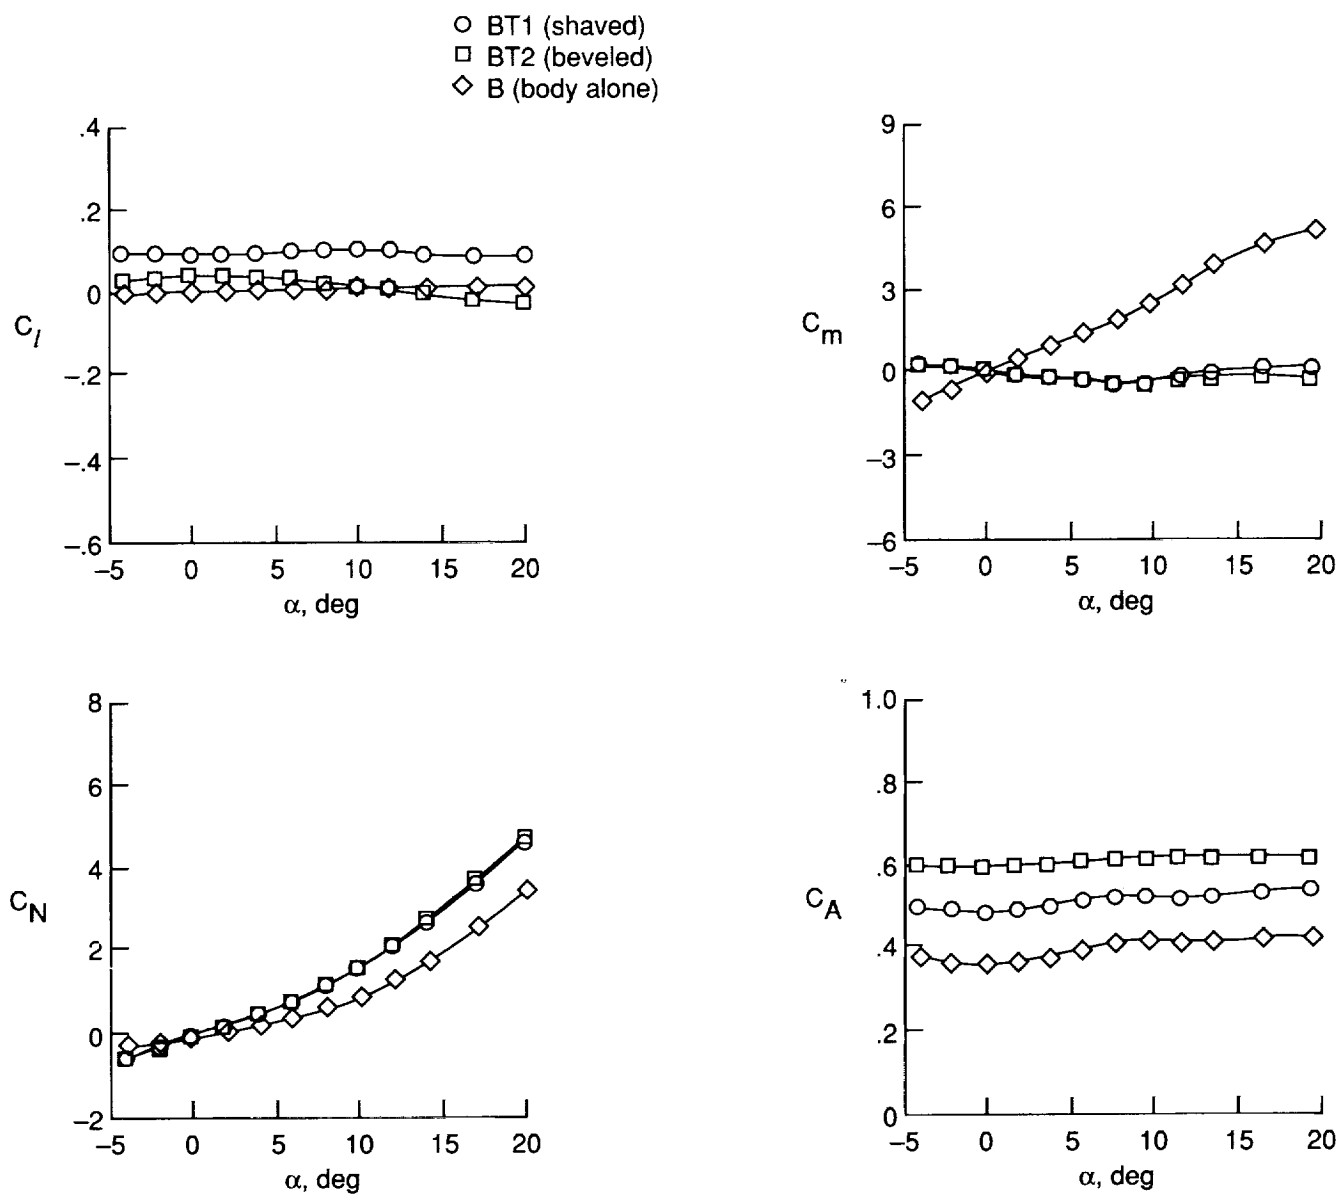 BT1 (shaved)
BT2 (beveled)
B (body alone)
.4
.2
0
–.2
–.4
–.6
C_l
–5 0 5 10 15 20
α, deg
9
6
3
0
–3
–6
C_m
–5 0 5 10 15 20
α, deg
8
6
4
2
0
–2
C_N
–5 0 5 10 15 20
α, deg
1.0
.8
.6
.4
.2
0
C_A
–5 0 5 10 15 20
α, deg